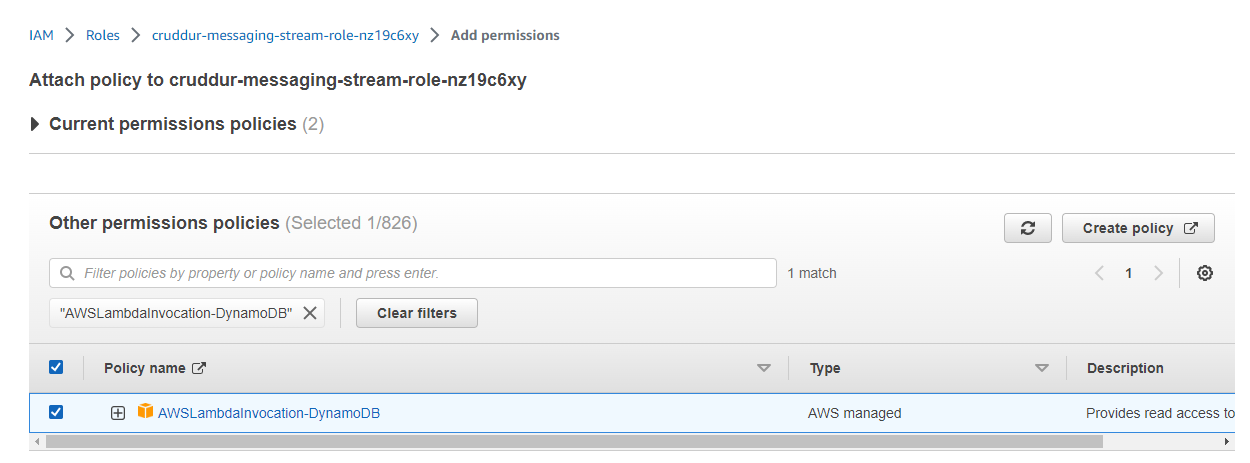 IAM > Roles > cruddur-messaging-stream-role-nz19c6xy > Add permissions
Attach policy to cruddur-messaging-stream-role-nz19c6xy
Current permissions policies (2)
Other permissions policies (Selected 1/826)
Create policy
Filter policies by property or policy name and press enter.
1 match
1
"AWSLambdaInvocation-DynamoDB"
Clear filters
Policy name
Type
Description
AWSLambdaInvocation-DynamoDB
AWS managed
Provides read access to